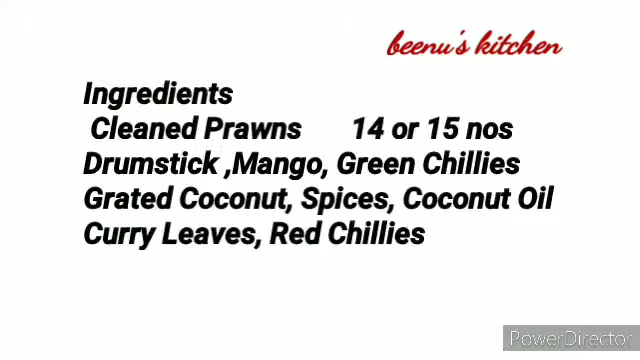 beenu's kitchen
Ingredients
Cleaned Prawns 14 or 15 nos
Drumstick ,Mango, Green Chillies
Grated Coconut, Spices, Coconut Oil
Curry Leaves, Red Chillies
PowerDirector